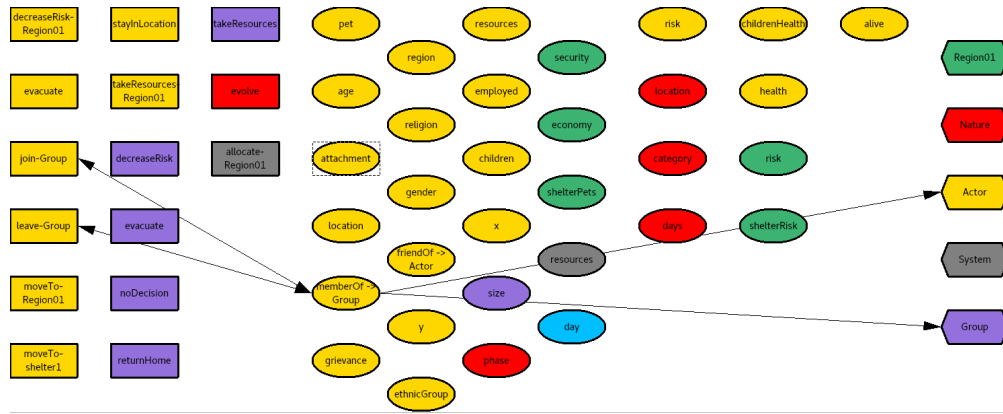 decreaseRisk-
Region01
stayInLocation
takeResources
pet
resources
risk
childrenHealth
alive
region
security
Region01
evacuate
takeResources-
Region01
evolve
age
employed
location
health
religion
economy
Nature
join-Group
decreaseRisk
allocate-
Region01
attachment
children
category
risk
gender
shelterPets
Actor
leave-Group
evacuate
location
x
days
shelterRisk
friendOf ->
Actor
resources
System
moveTo-
Region01
noDecision
memberOf ->
Group
size
y
day
Group
moveTo-
shelter1
returnHome
grievance
phase
ethnicGroup